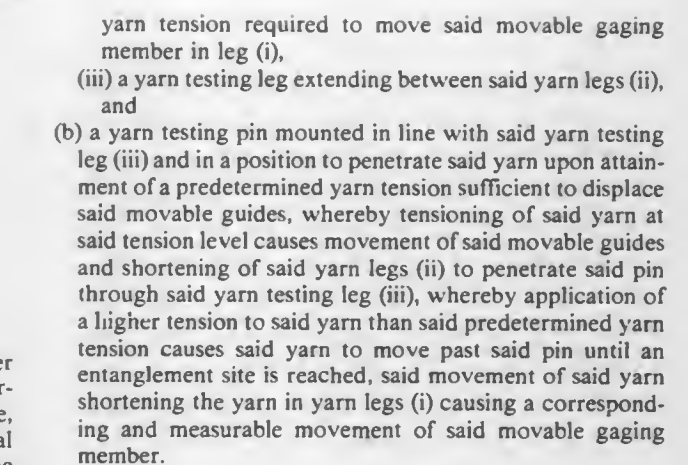 yarn tension required to move said movable gaging
member in leg (i),
(iii) a yarn testing leg extending between said yarn legs (ii),
and
(b) a yarn testing pin mounted in line with said yarn testing
leg (iii) and in a position to penetrate said yarn upon attain-
ment of a predetermined yarn tension sufficient to displace
said movable guides, whereby tensioning of said yarn at
said tension level causes movement of said movable guides
and shortening of said yarn legs (ii) to penetrate said pin
through said yarn testing leg (iii), whereby application of
a higher tension to said yarn than said predetermined yarn
tension causes said yarn to move past said pin until an
entanglement site is reached, said movement of said yarn
shortening the yarn in yarn legs (i) causing a correspond-
ing and measurable movement of said movable gaging
member.